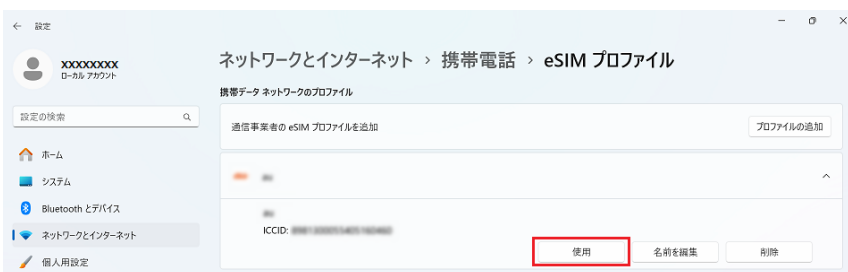 ← 設定
xxxxxxxx
ローカル アカウント
設定の検索
ホーム
システム
Bluetooth とデバイス
ネットワークとインターネット
個人用設定
ネットワークとインターネット › 携帯電話 › eSIM プロファイル
携帯データ ネットワークのプロファイル
通信事業者の eSIM プロファイルを追加
プロファイルの追加
ICCID:
使用
名前を編集
削除